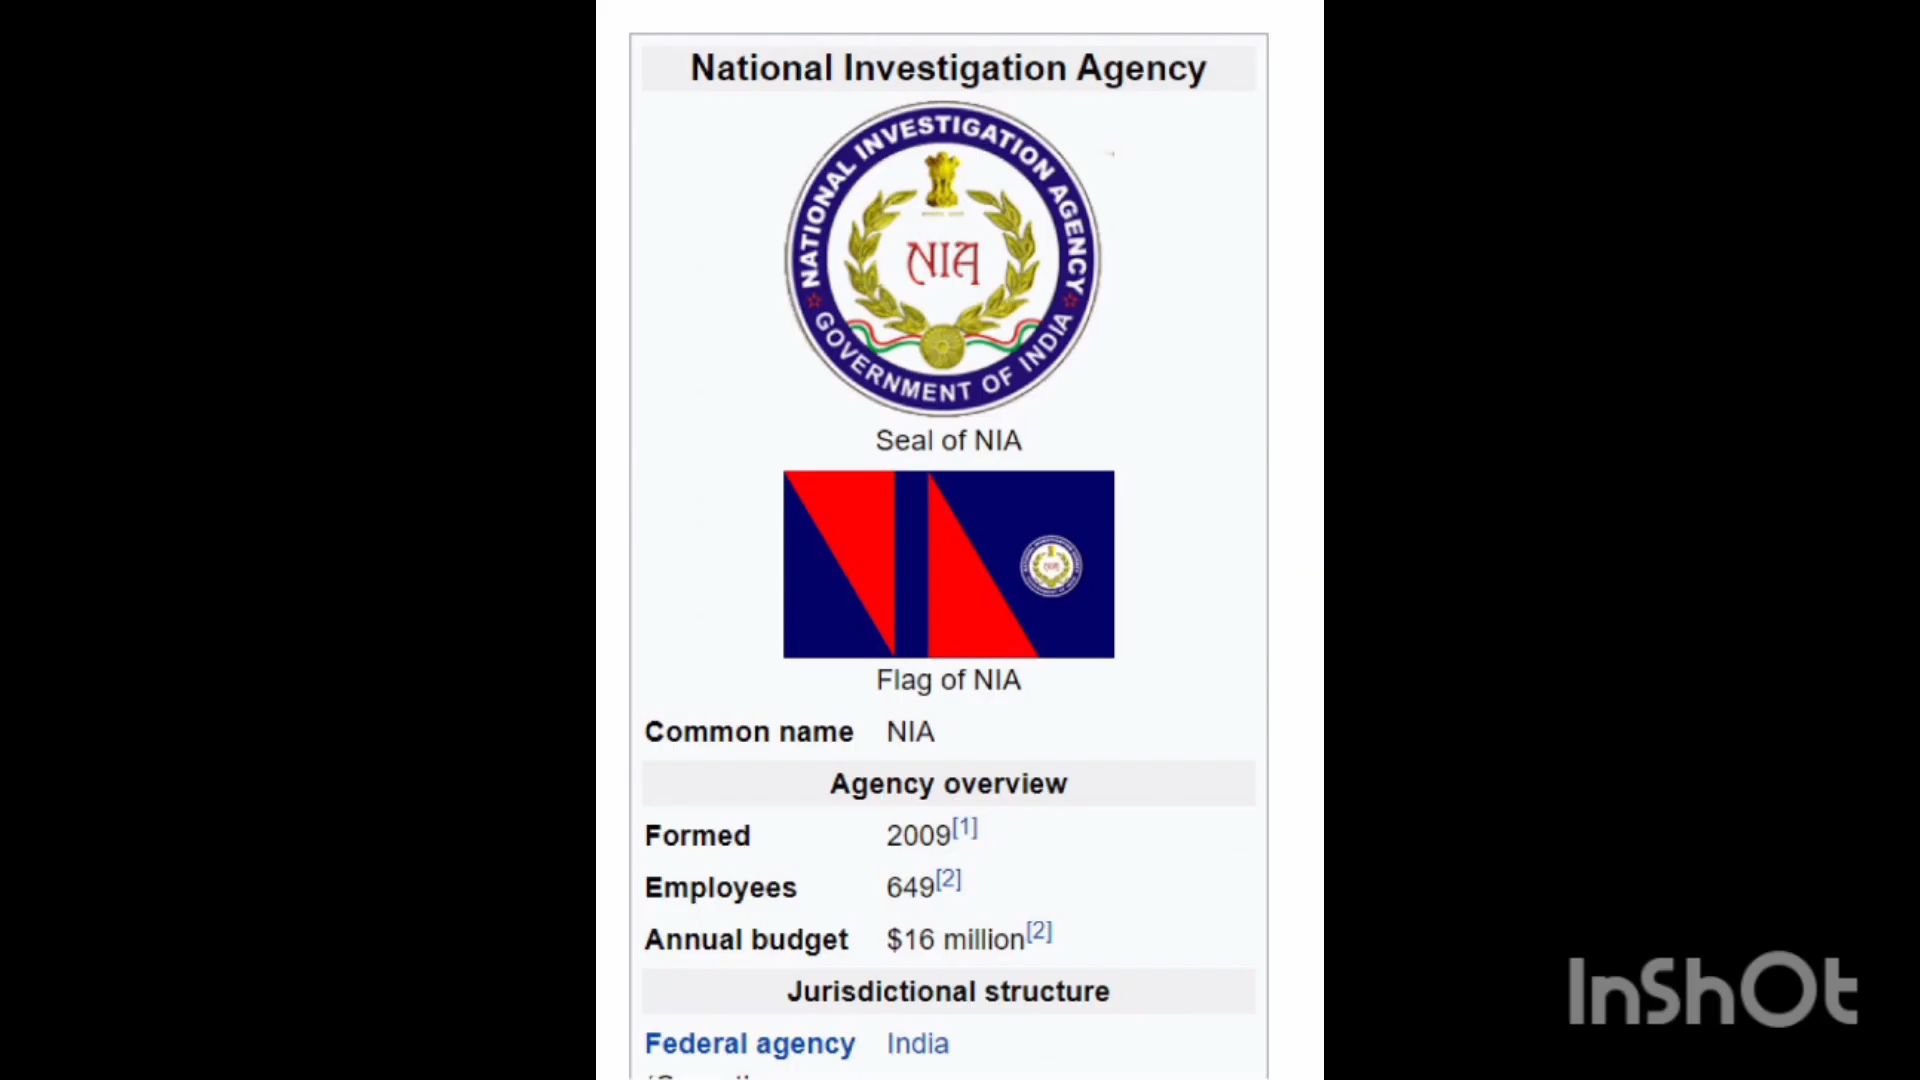 National Investigation Agency
NATIONAL INVESTIGATION AGENCY
NIA
GOVERNMENT OF INDIA
Seal of NIA
Flag of NIA
Common name NIA
Agency overview
Formed 2009[1]
Employees 649[2]
Annual budget $16 million[2]
Jurisdictional structure
Federal agency India
InShOt